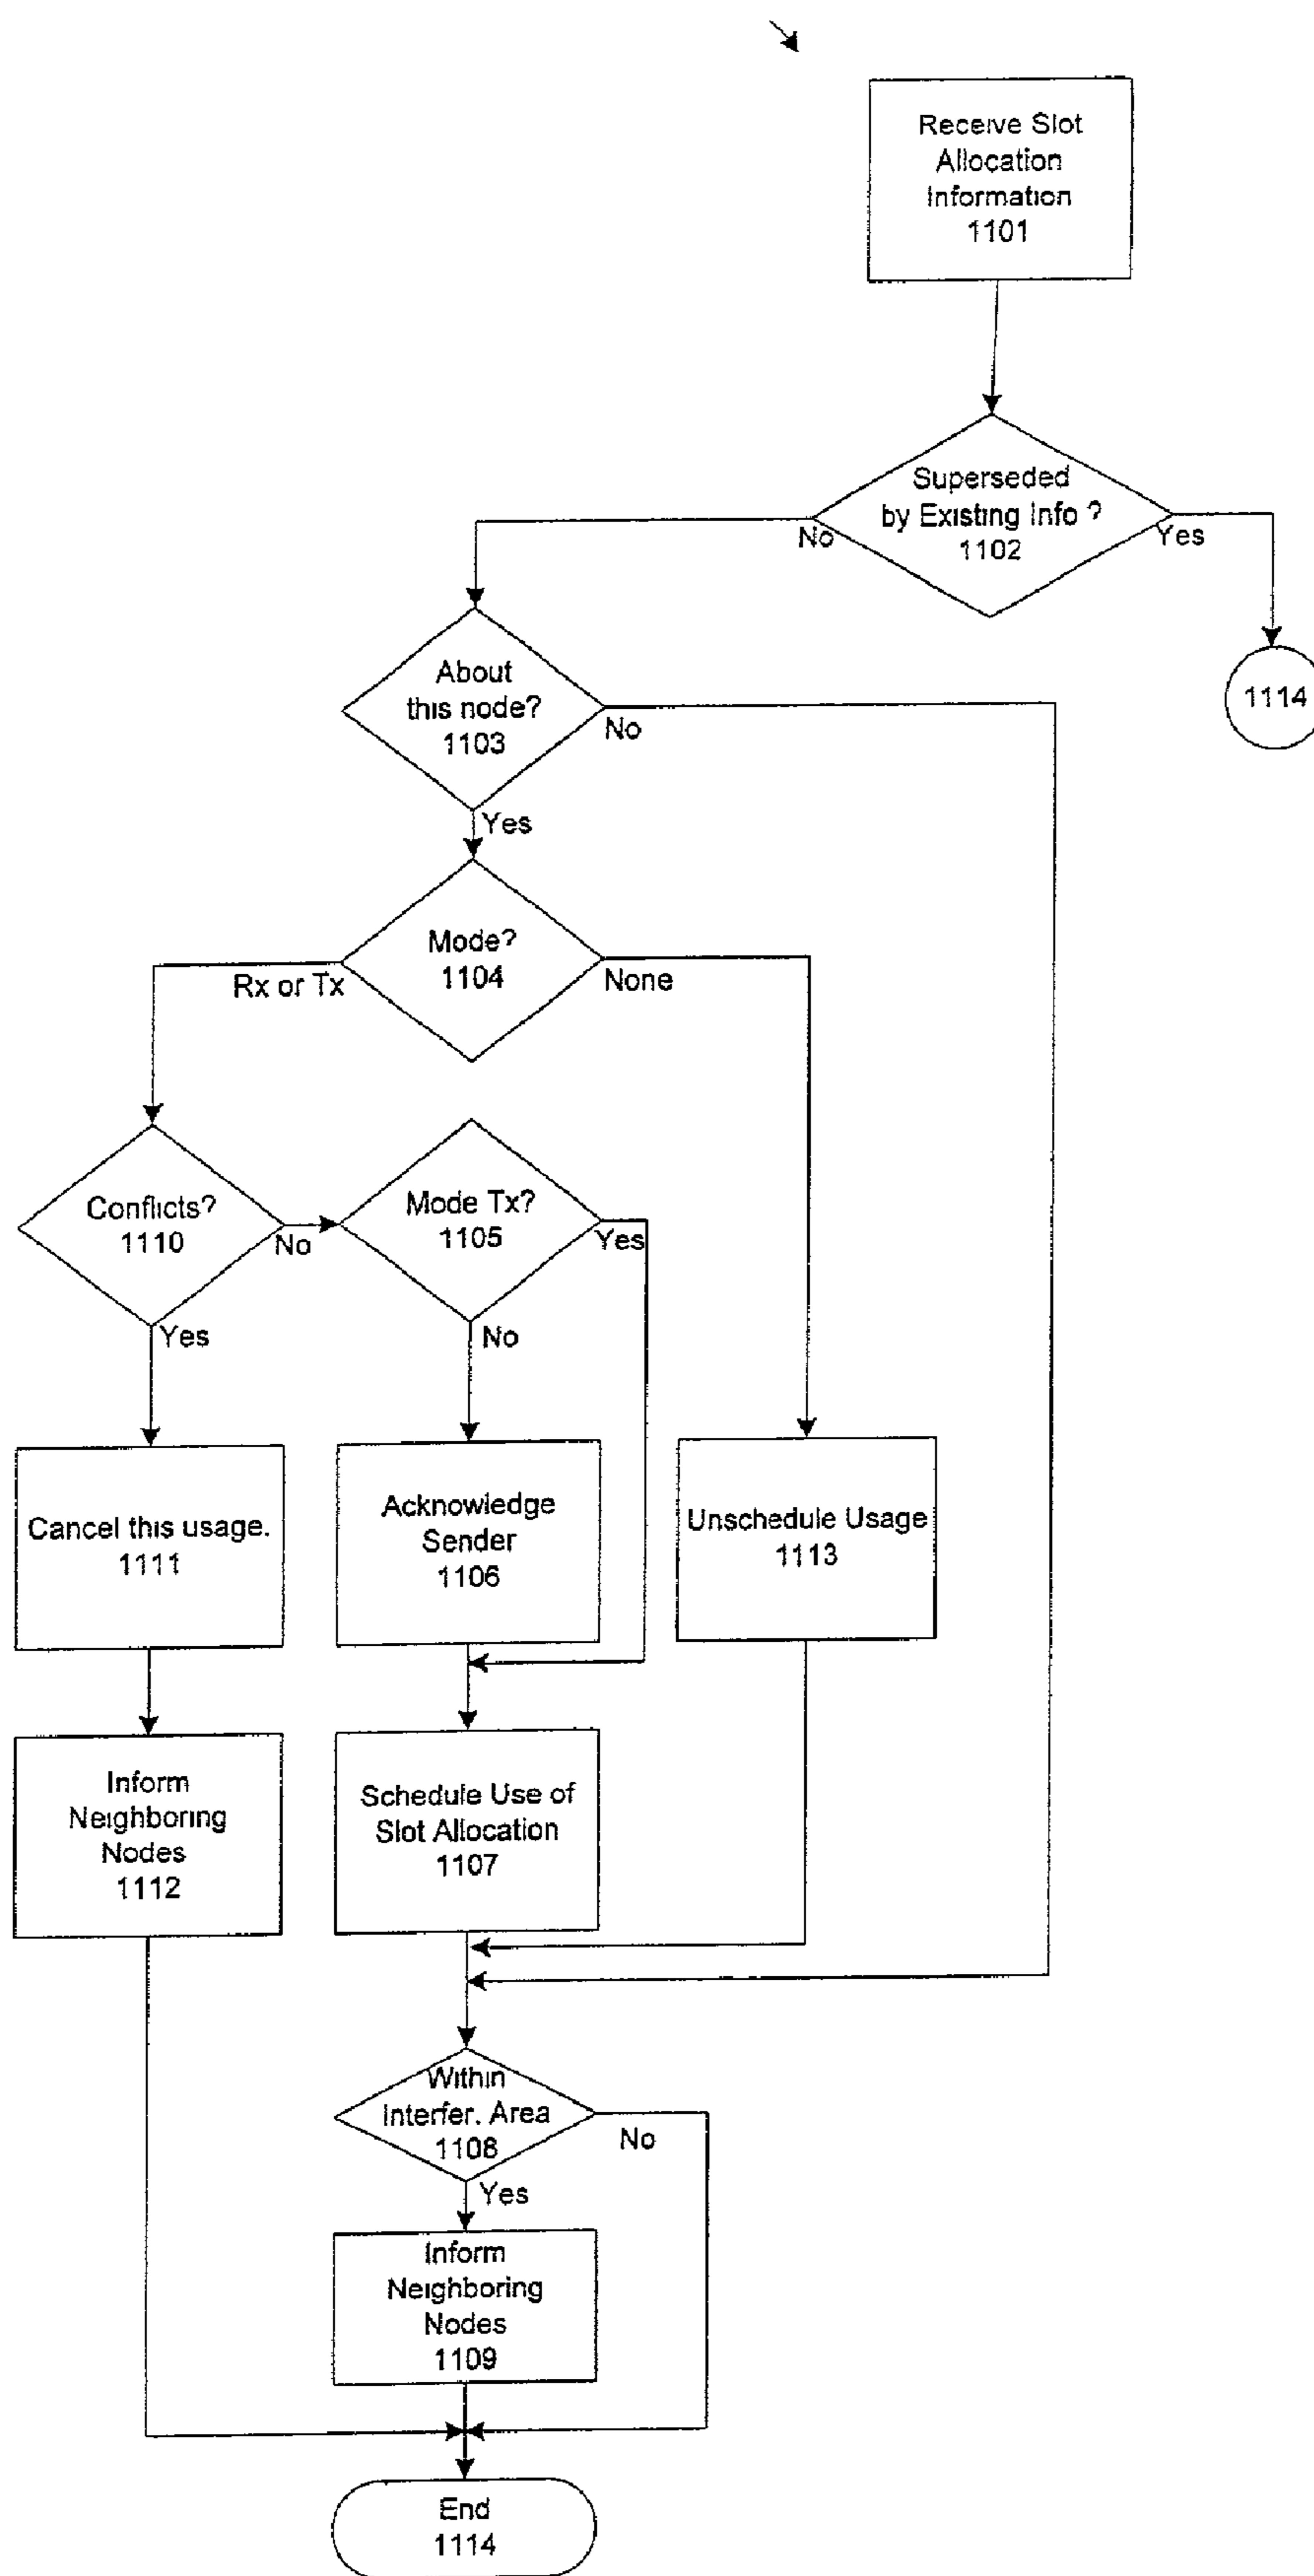 Receive Slot
Allocation
Information
1101
Superseded
by Existing Info ?
1102
No
Yes
1114
About
this node?
1103
No
Yes
Mode?
1104
Rx or Tx
None
Conflicts?
1110
No
Yes
Mode Tx?
1105
Yes
No
Cancel this usage.
1111
Acknowledge
Sender
1106
Unschedule Usage
1113
Inform
Neighboring
Nodes
1112
Schedule Use of
Slot Allocation
1107
Within
Interfer. Area
1108
No
Yes
Inform
Neighboring
Nodes
1109
End
1114